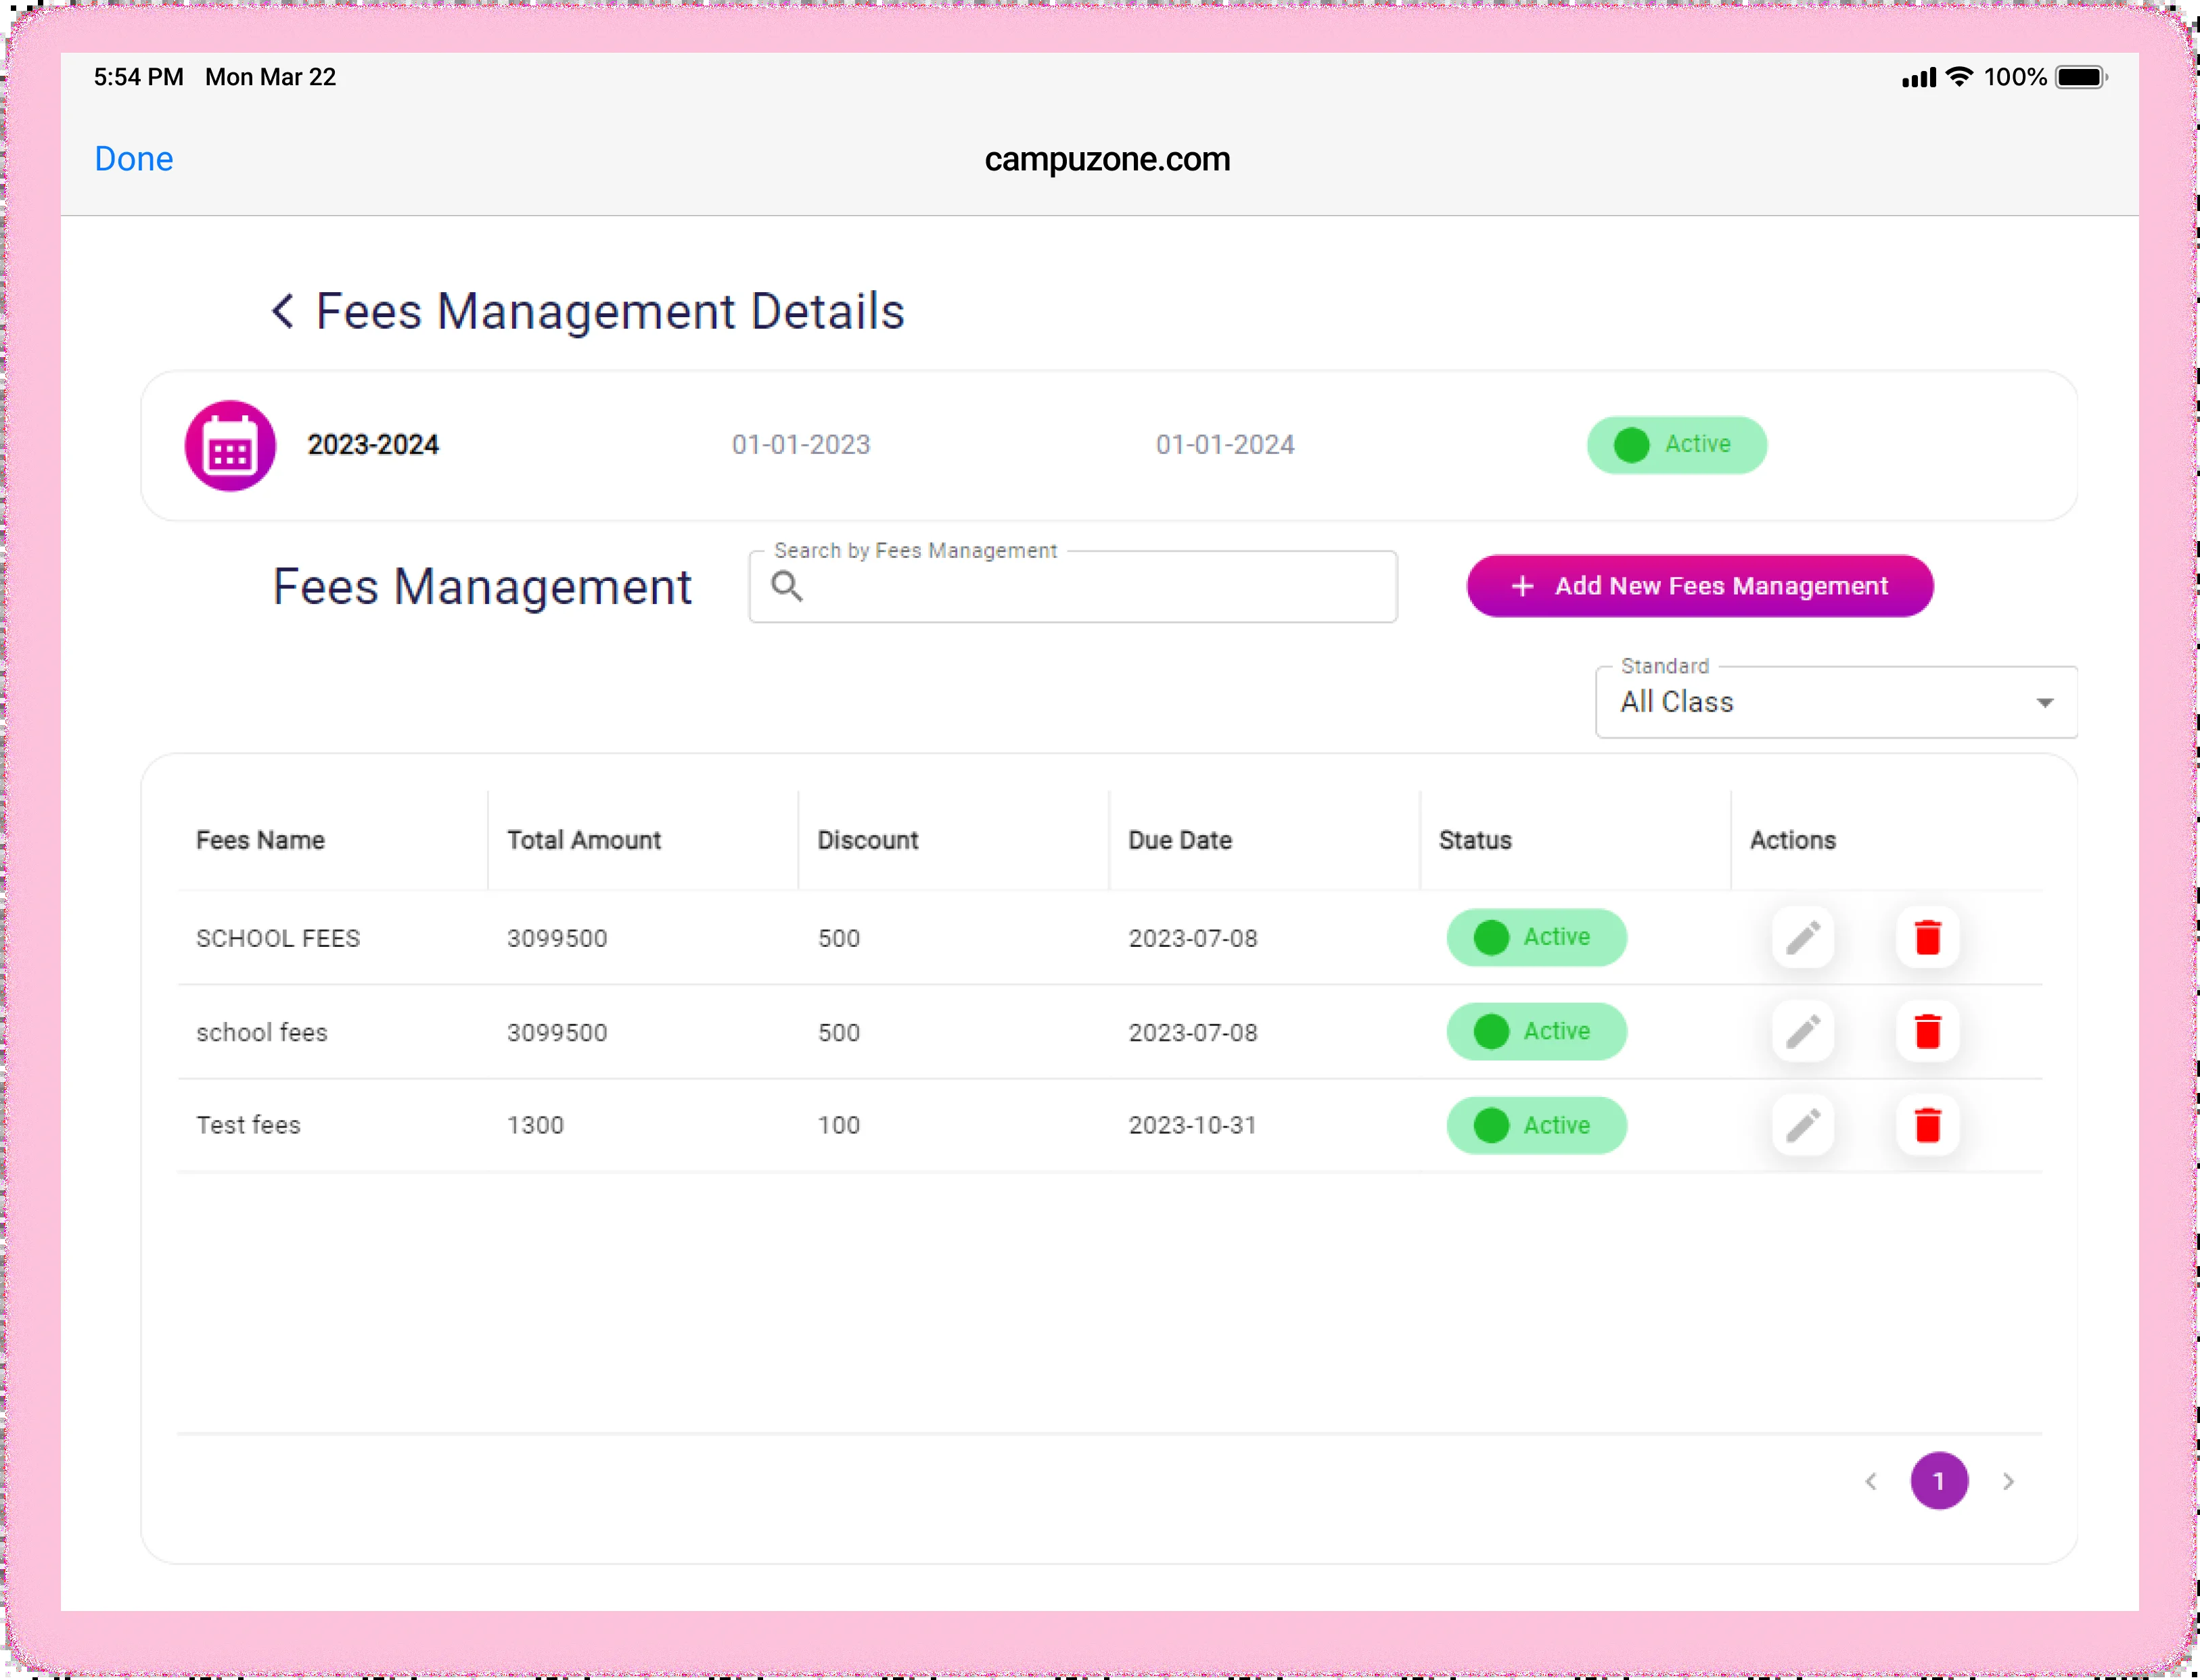 5:54 PM Mon Mar 22 100%
Done campuzone.com
Fees Management Details
2023-2024 01-01-2023 01-01-2024 Active
Search by Fees Management
Fees Management + Add New Fees Management
Standard
All Class
Fees Name Total Amount Discount Due Date Status Actions
SCHOOL FEES 3099500 500 2023-07-08 Active
school fees 3099500 500 2023-07-08 Active
Test fees 1300 100 2023-10-31 Active
1